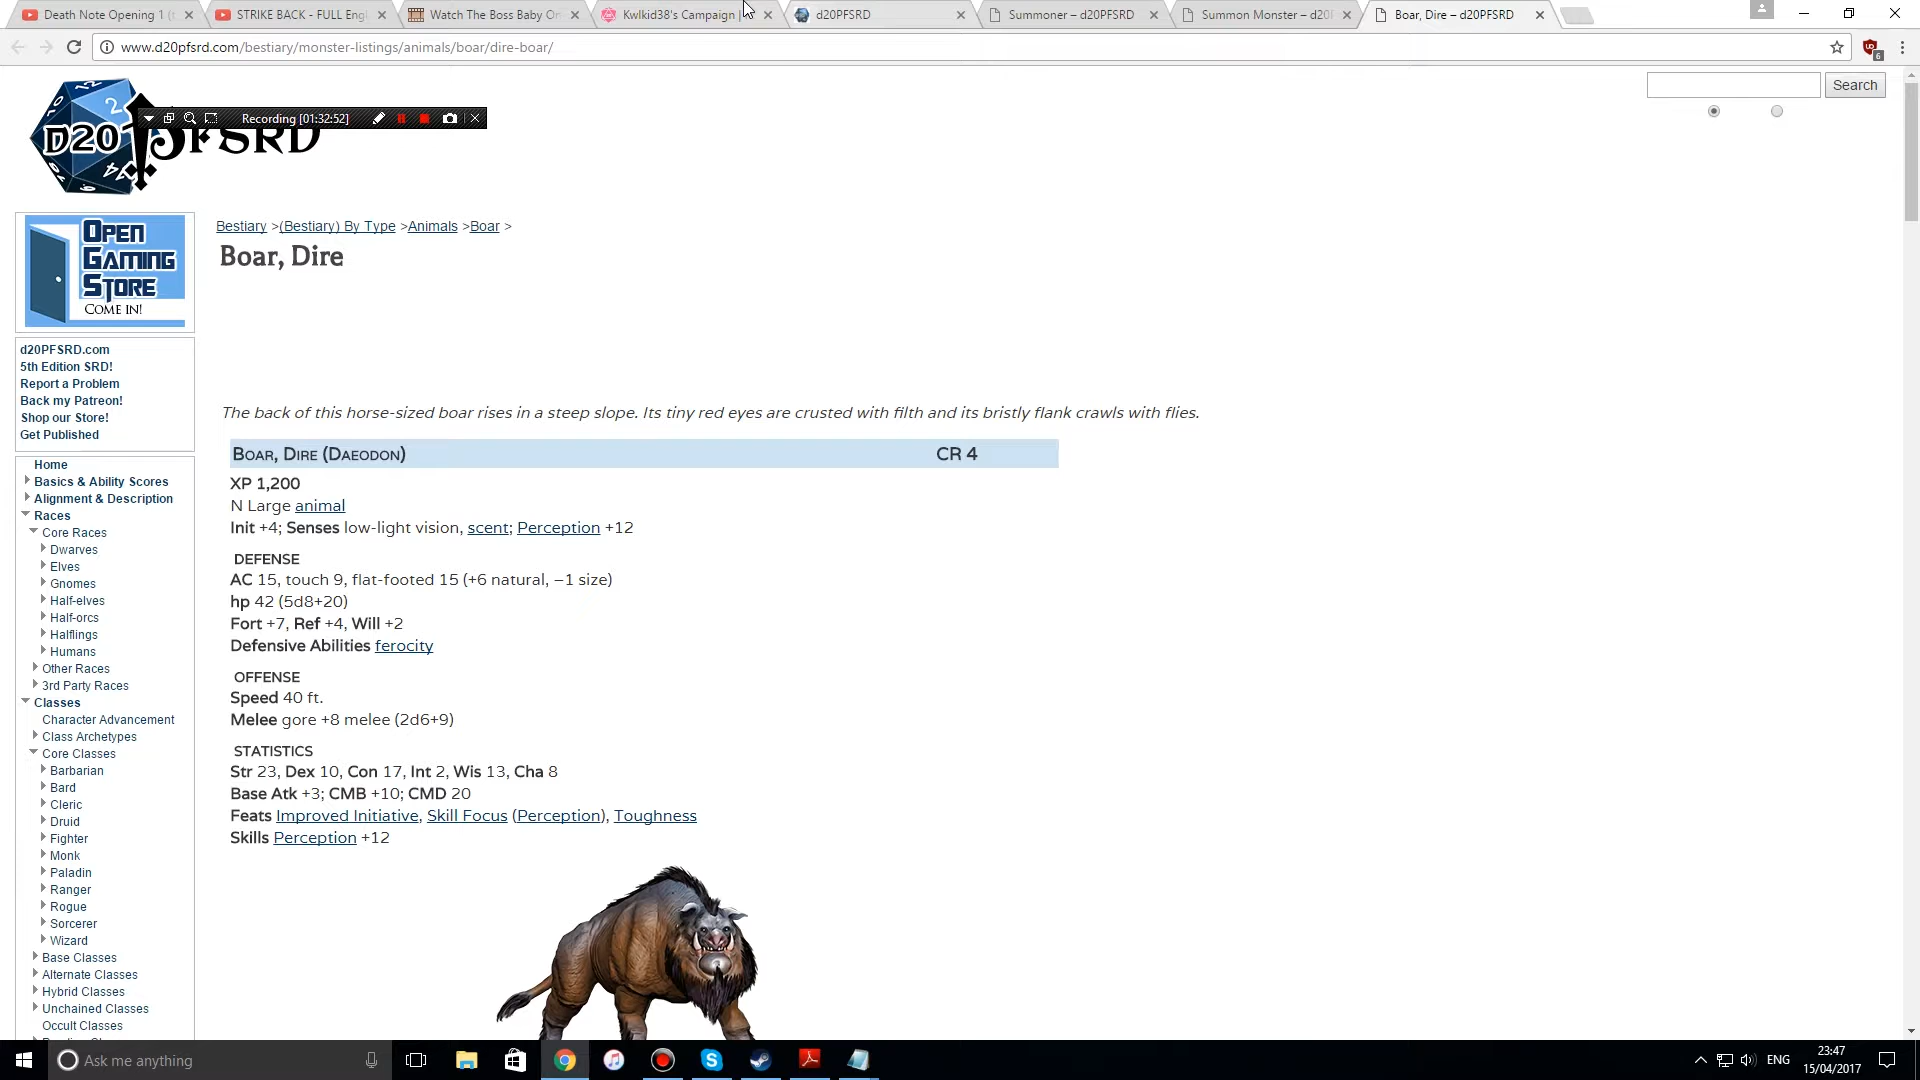 Death Note Opening 1 (
STRIKE BACK - FULL Engl
Watch The Boss Baby On
Kwlkid38's Campaign |
d20PFSRD
Summoner – d20PFSRD
Summon Monster – d20P
Boar, Dire – d20PFSRD
www.d20pfsrd.com/bestiary/monster-listings/animals/boar/dire-boar/
6
Search
D20 PFSRD
Recording [01:32:52]
Open
Gaming
Store
Come in!
Bestiary >(Bestiary) By Type >Animals >Boar >
Boar, Dire
d20PFSRD.com
5th Edition SRD!
Report a Problem
Back my Patreon!
Shop our Store!
Get Published
Home
Basics & Ability Scores
Alignment & Description
Races
Core Races
Dwarves
Elves
Gnomes
Half-elves
Half-orcs
Halflings
Humans
Other Races
3rd Party Races
Classes
Character Advancement
Class Archetypes
Core Classes
Barbarian
Bard
Cleric
Druid
Fighter
Monk
Paladin
Ranger
Rogue
Sorcerer
Wizard
Base Classes
Alternate Classes
Hybrid Classes
Unchained Classes
Occult Classes
The back of this horse-sized boar rises in a steep slope. Its tiny red eyes are crusted with filth and its bristly flank crawls with flies.
Boar, Dire (Daeodon) CR 4
XP 1,200
N Large animal
Init +4; Senses low-light vision, scent; Perception +12
DEFENSE
AC 15, touch 9, flat-footed 15 (+6 natural, –1 size)
hp 42 (5d8+20)
Fort +7, Ref +4, Will +2
Defensive Abilities ferocity
OFFENSE
Speed 40 ft.
Melee gore +8 melee (2d6+9)
STATISTICS
Str 23, Dex 10, Con 17, Int 2, Wis 13, Cha 8
Base Atk +3; CMB +10; CMD 20
Feats Improved Initiative, Skill Focus (Perception), Toughness
Skills Perception +12
Ask me anything
ENG
23:47
15/04/2017